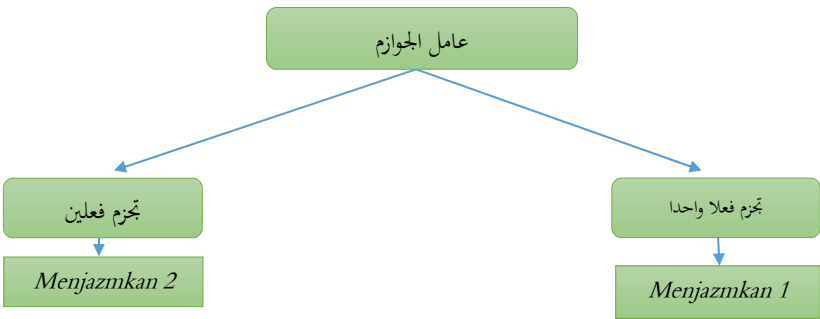 عامل الجوازم
تجزم فعلا واحدا
تجزم فعلين
Menjazmkan 1
Menjazmkan 2